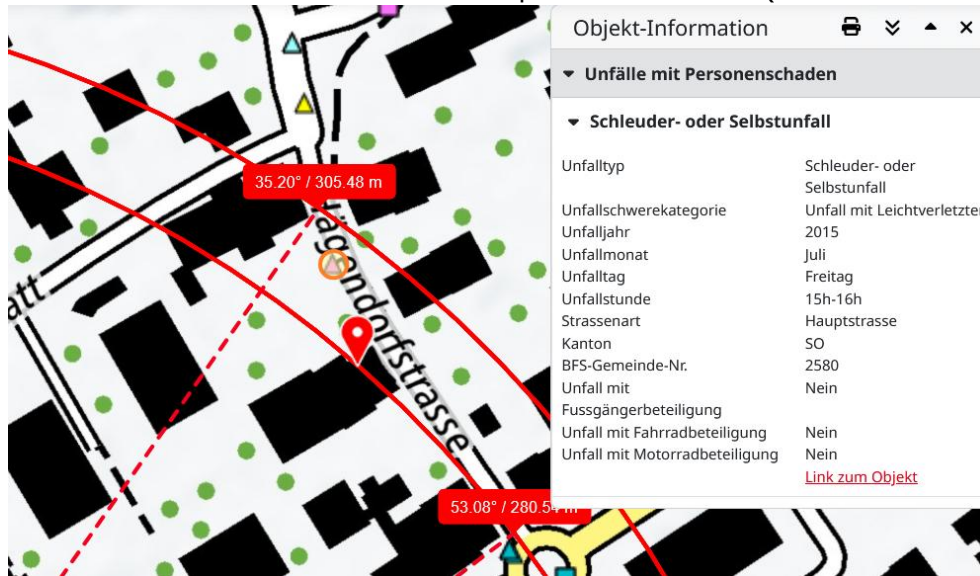 Objekt-Information
Unfälle mit Personenschaden
Schleuder- oder Selbstunfall
Unfalltyp Schleuder- oder
Selbstunfall
Unfallschwerekategorie Unfall mit Leichtverletzten
Unfalljahr 2015
Unfallmonat Juli
Unfalltag Freitag
Unfallstunde 15h-16h
Strassenart Hauptstrasse
Kanton SO
BFS-Gemeinde-Nr. 2580
Unfall mit Nein
Fussgängerbeteiligung
Unfall mit Fahrradbeteiligung Nein
Unfall mit Motorradbeteiligung Nein
Link zum Objekt
35.20° / 305.48 m
ägendorfstrasse
att
53.08° / 280.54 m